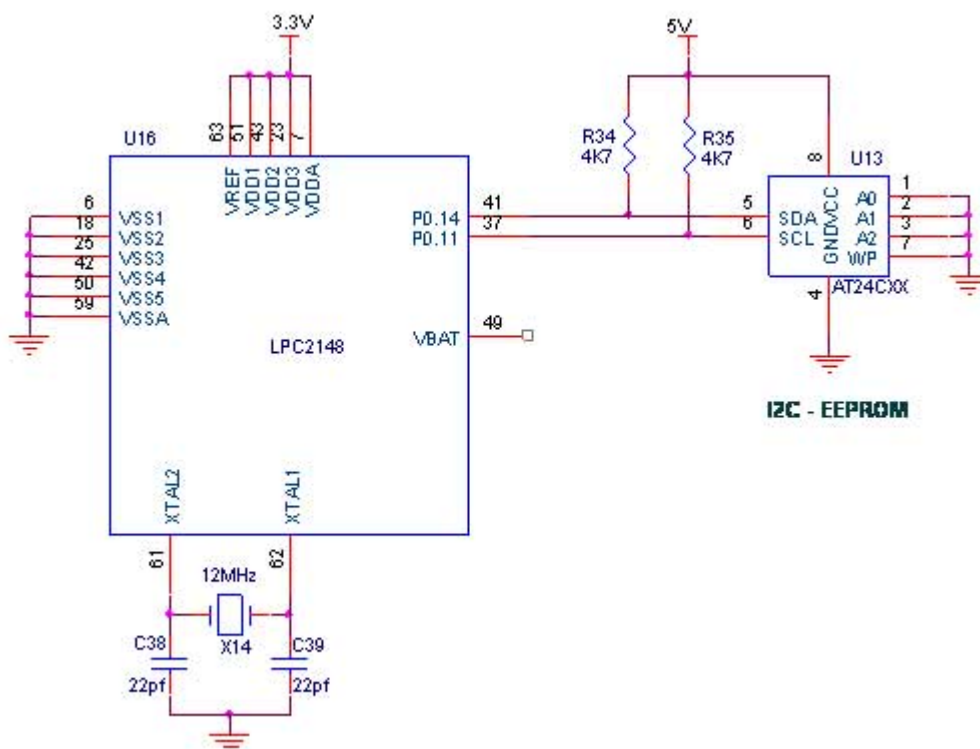 3.3V
5V
U16
63
51
43
23
7
VREF
VDD1
VDD2
VDD3
VDDA
R34
4K7
R35
4K7
8
U13
6
VSS1
18
VSS2
25
VSS3
42
VSS4
50
VSS5
59
VSSA
P0.14
41
P0.11
37
5
SDA
6
SCL
VCC
GND
A0
1
A1
2
A2
3
WP
7
4
AT24CXX
VBAT
49
LPC2148
I2C - EEPROM
XTAL2
XTAL1
61
62
12MHz
X14
C38
22pf
C39
22pf